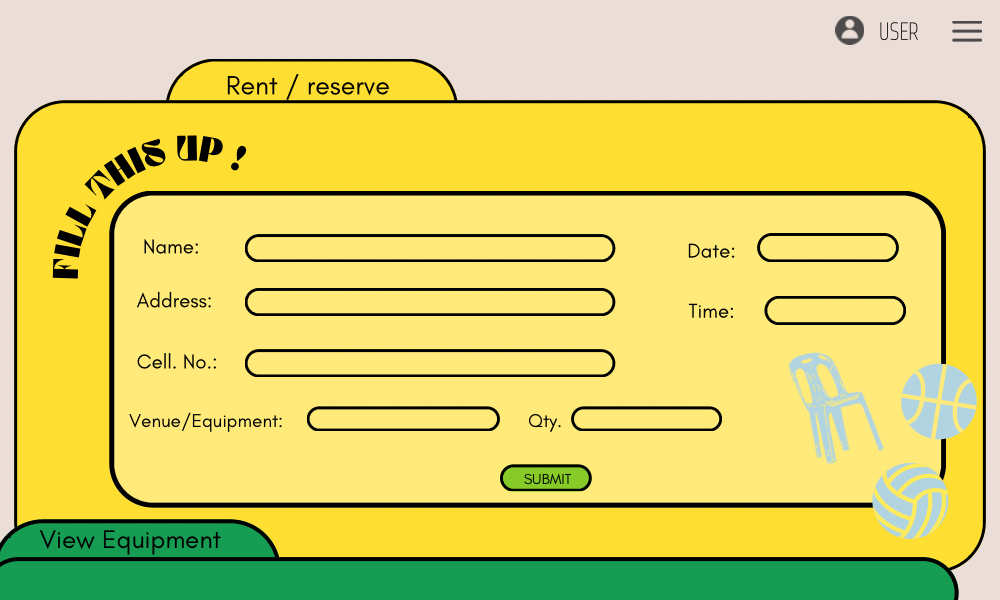 USER
Rent / reserve
FILL THIS UP !
Name:
Date:
Address:
Time:
Cell. No.:
Venue/Equipment:
Qty.
SUBMIT
View Equipment